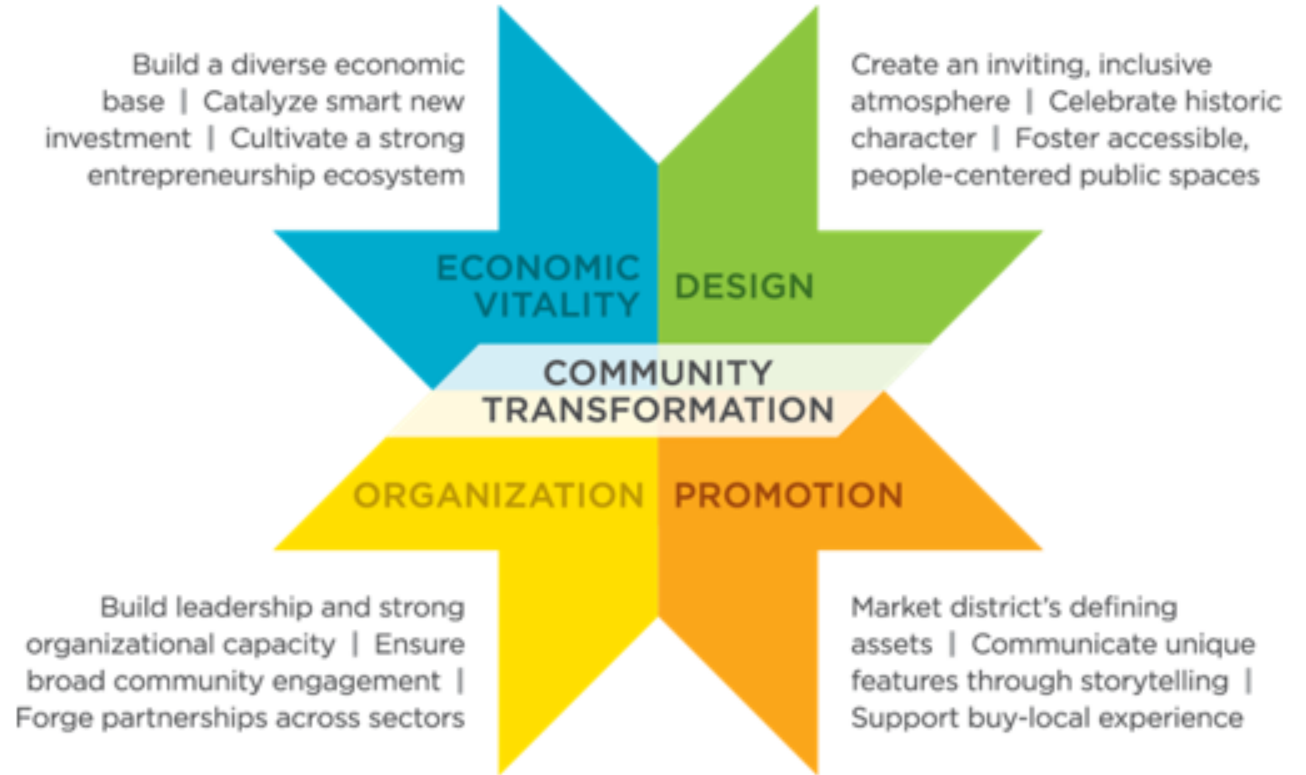 Build a diverse economic
base | Catalyze smart new
investment | Cultivate a strong
entrepreneurship ecosystem
Create an inviting, inclusive
atmosphere | Celebrate historic
character | Foster accessible,
people-centered public spaces
ECONOMIC
VITALITY
DESIGN
COMMUNITY
TRANSFORMATION
ORGANIZATION
PROMOTION
Build leadership and strong
organizational capacity | Ensure
broad community engagement |
Forge partnerships across sectors
Market district's defining
assets | Communicate unique
features through storytelling |
Support buy-local experience